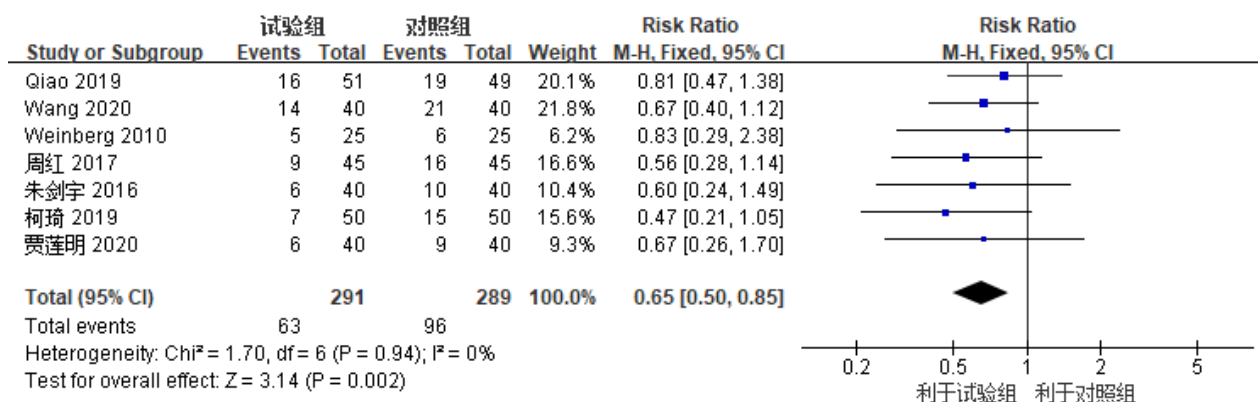 试验组 对照组 Risk Ratio Risk Ratio
Study or Subgroup Events Total Events Total Weight M-H, Fixed, 95% CI M-H, Fixed, 95% CI
Qiao 2019 16 51 19 49 20.1% 0.81 [0.47, 1.38]
Wang 2020 14 40 21 40 21.8% 0.67 [0.40, 1.12]
Weinberg 2010 5 25 6 25 6.2% 0.83 [0.29, 2.38]
周红 2017 9 45 16 45 16.6% 0.56 [0.28, 1.14]
朱剑宇 2016 6 40 10 40 10.4% 0.60 [0.24, 1.49]
柯琦 2019 7 50 15 50 15.6% 0.47 [0.21, 1.05]
贾莲明 2020 6 40 9 40 9.3% 0.67 [0.26, 1.70]
Total (95% CI) 291 289 100.0% 0.65 [0.50, 0.85]
Total events 63 96
Heterogeneity: Chi² = 1.70, df = 6 (P = 0.94); I² = 0%
Test for overall effect: Z = 3.14 (P = 0.002)
0.2 0.5 1 2 5
利于试验组 利于对照组